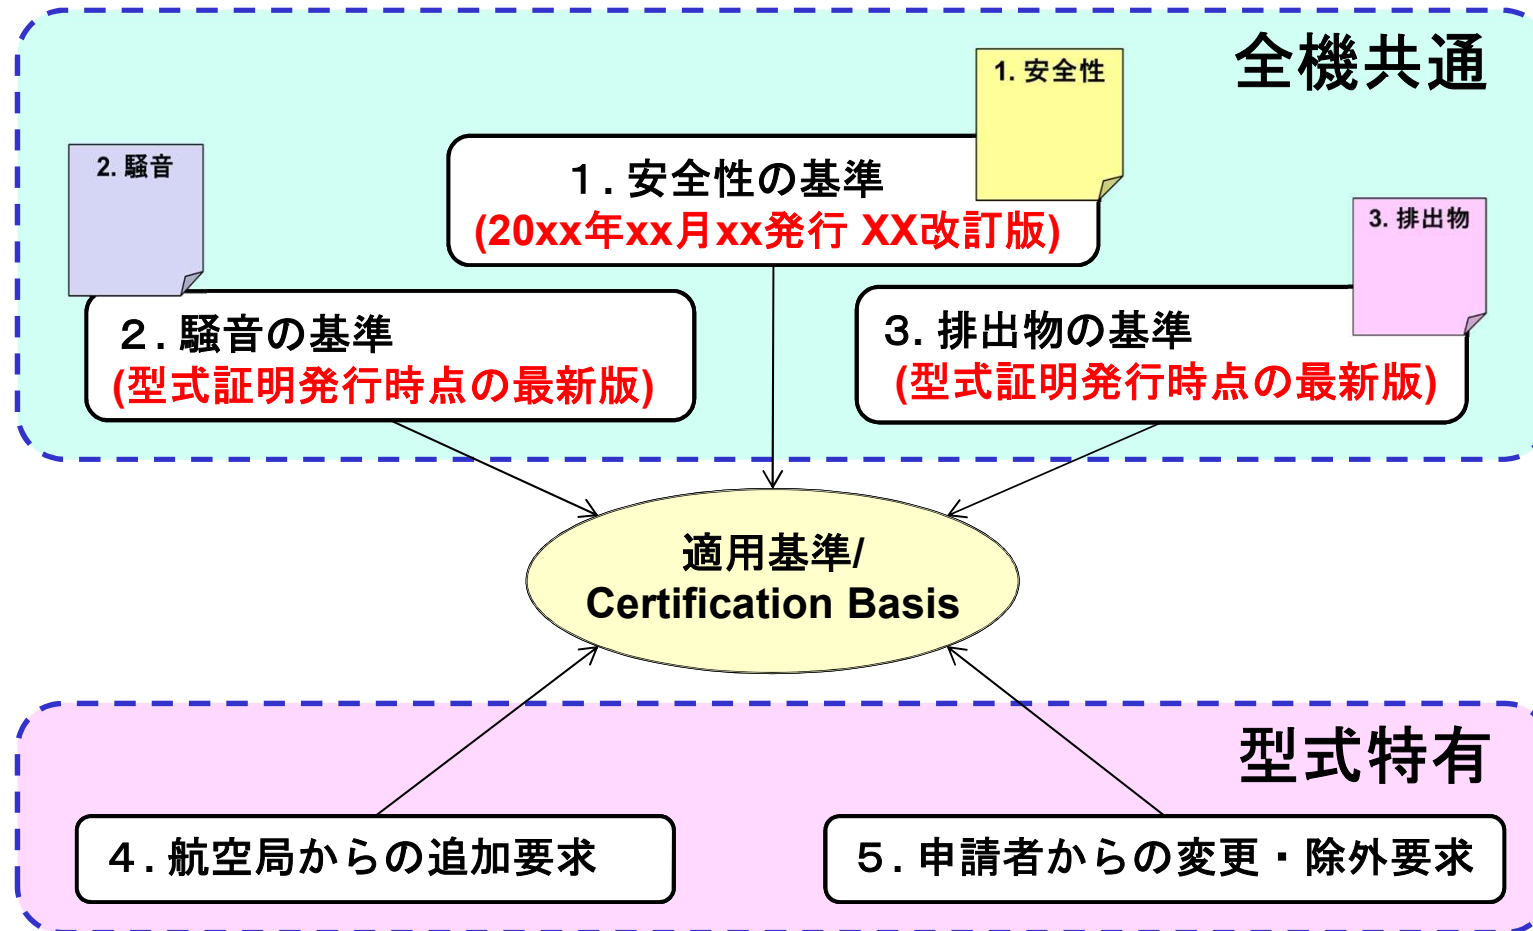 全機共通
1. 安全性
2. 騒音
１. 安全性の基準
(20xx年xx月xx発行 XX改訂版)
3. 排出物
２. 騒音の基準
(型式証明発行時点の最新版)
３. 排出物の基準
(型式証明発行時点の最新版)
適用基準/
Certification Basis
型式特有
４. 航空局からの追加要求
５. 申請者からの変更・除外要求